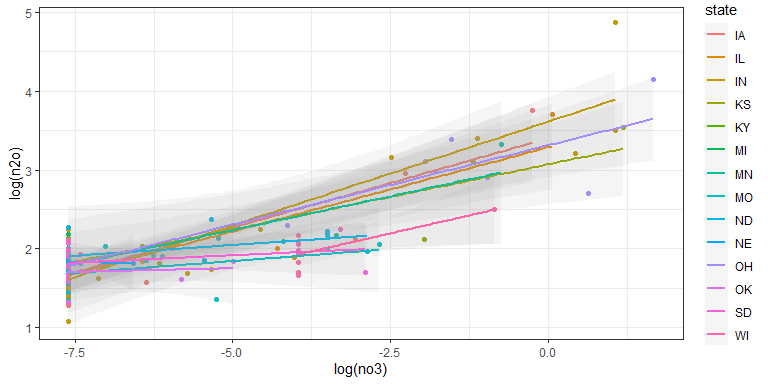 5
4
3
2
1
log(n2o)
-7.5
-5.0
-2.5
0.0
log(no3)
state
IA
IL
IN
KS
KY
MI
MN
MO
ND
NE
OH
OK
SD
WI